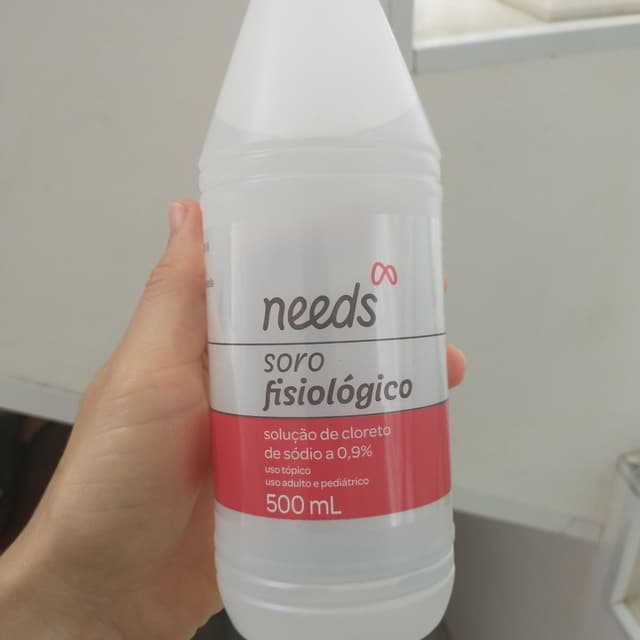 needs
soro
fisiológico
solução de cloreto
de sódio a 0,9%
uso tópico
uso adulto e pediátrico
500 mL